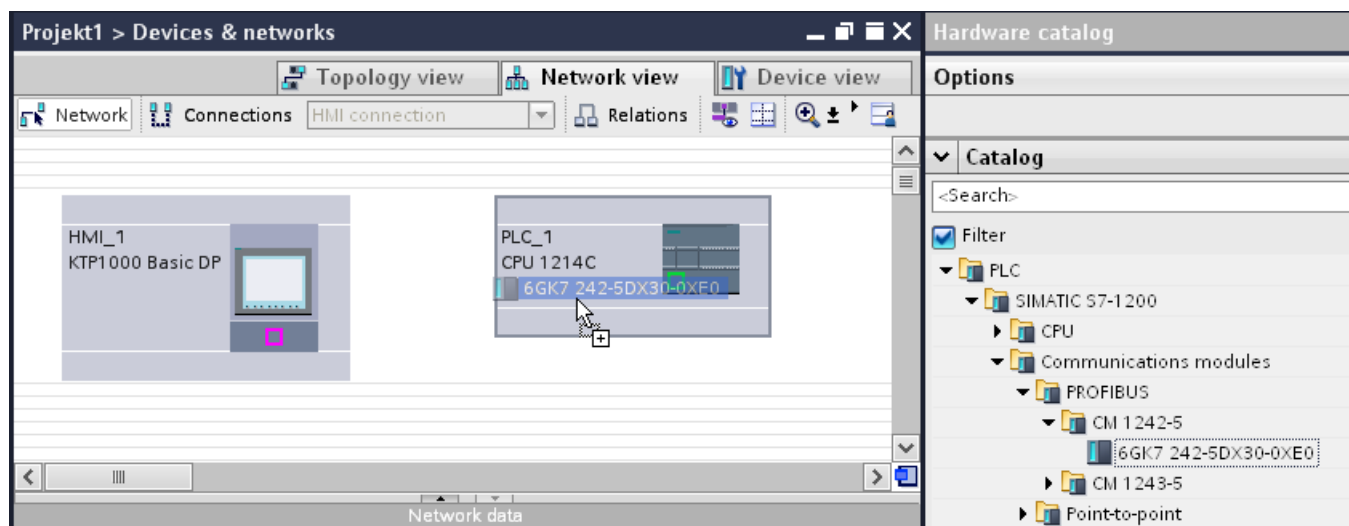 Projekt1 > Devices & networks
Topology view
Network view
Device view
Network
Connections
HMI connection
Relations
HMI_1
KTP1000 Basic DP
PLC_1
CPU 1214C
6GK7 242-5DX30-0XE0
Network data
Hardware catalog
Options
Catalog
<Search>
Filter
PLC
SIMATIC S7-1200
CPU
Communications modules
PROFIBUS
CM 1242-5
6GK7 242-5DX30-0XE0
CM 1243-5
Point-to-point